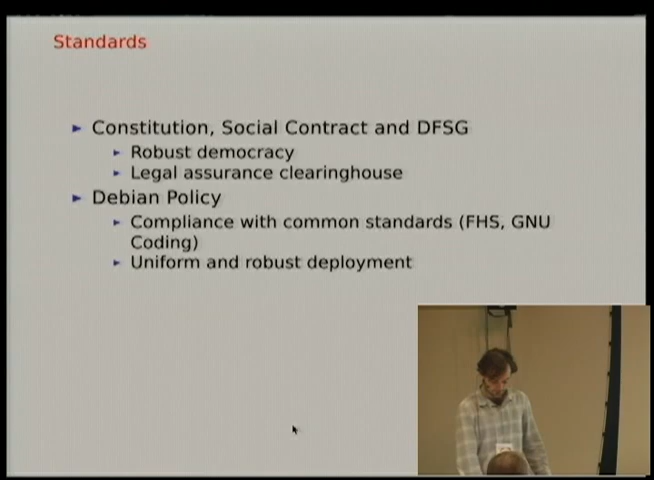 Standards
Constitution, Social Contract and DFSG
Robust democracy
Legal assurance clearinghouse
Debian Policy
Compliance with common standards (FHS, GNU
Coding)
Uniform and robust deployment